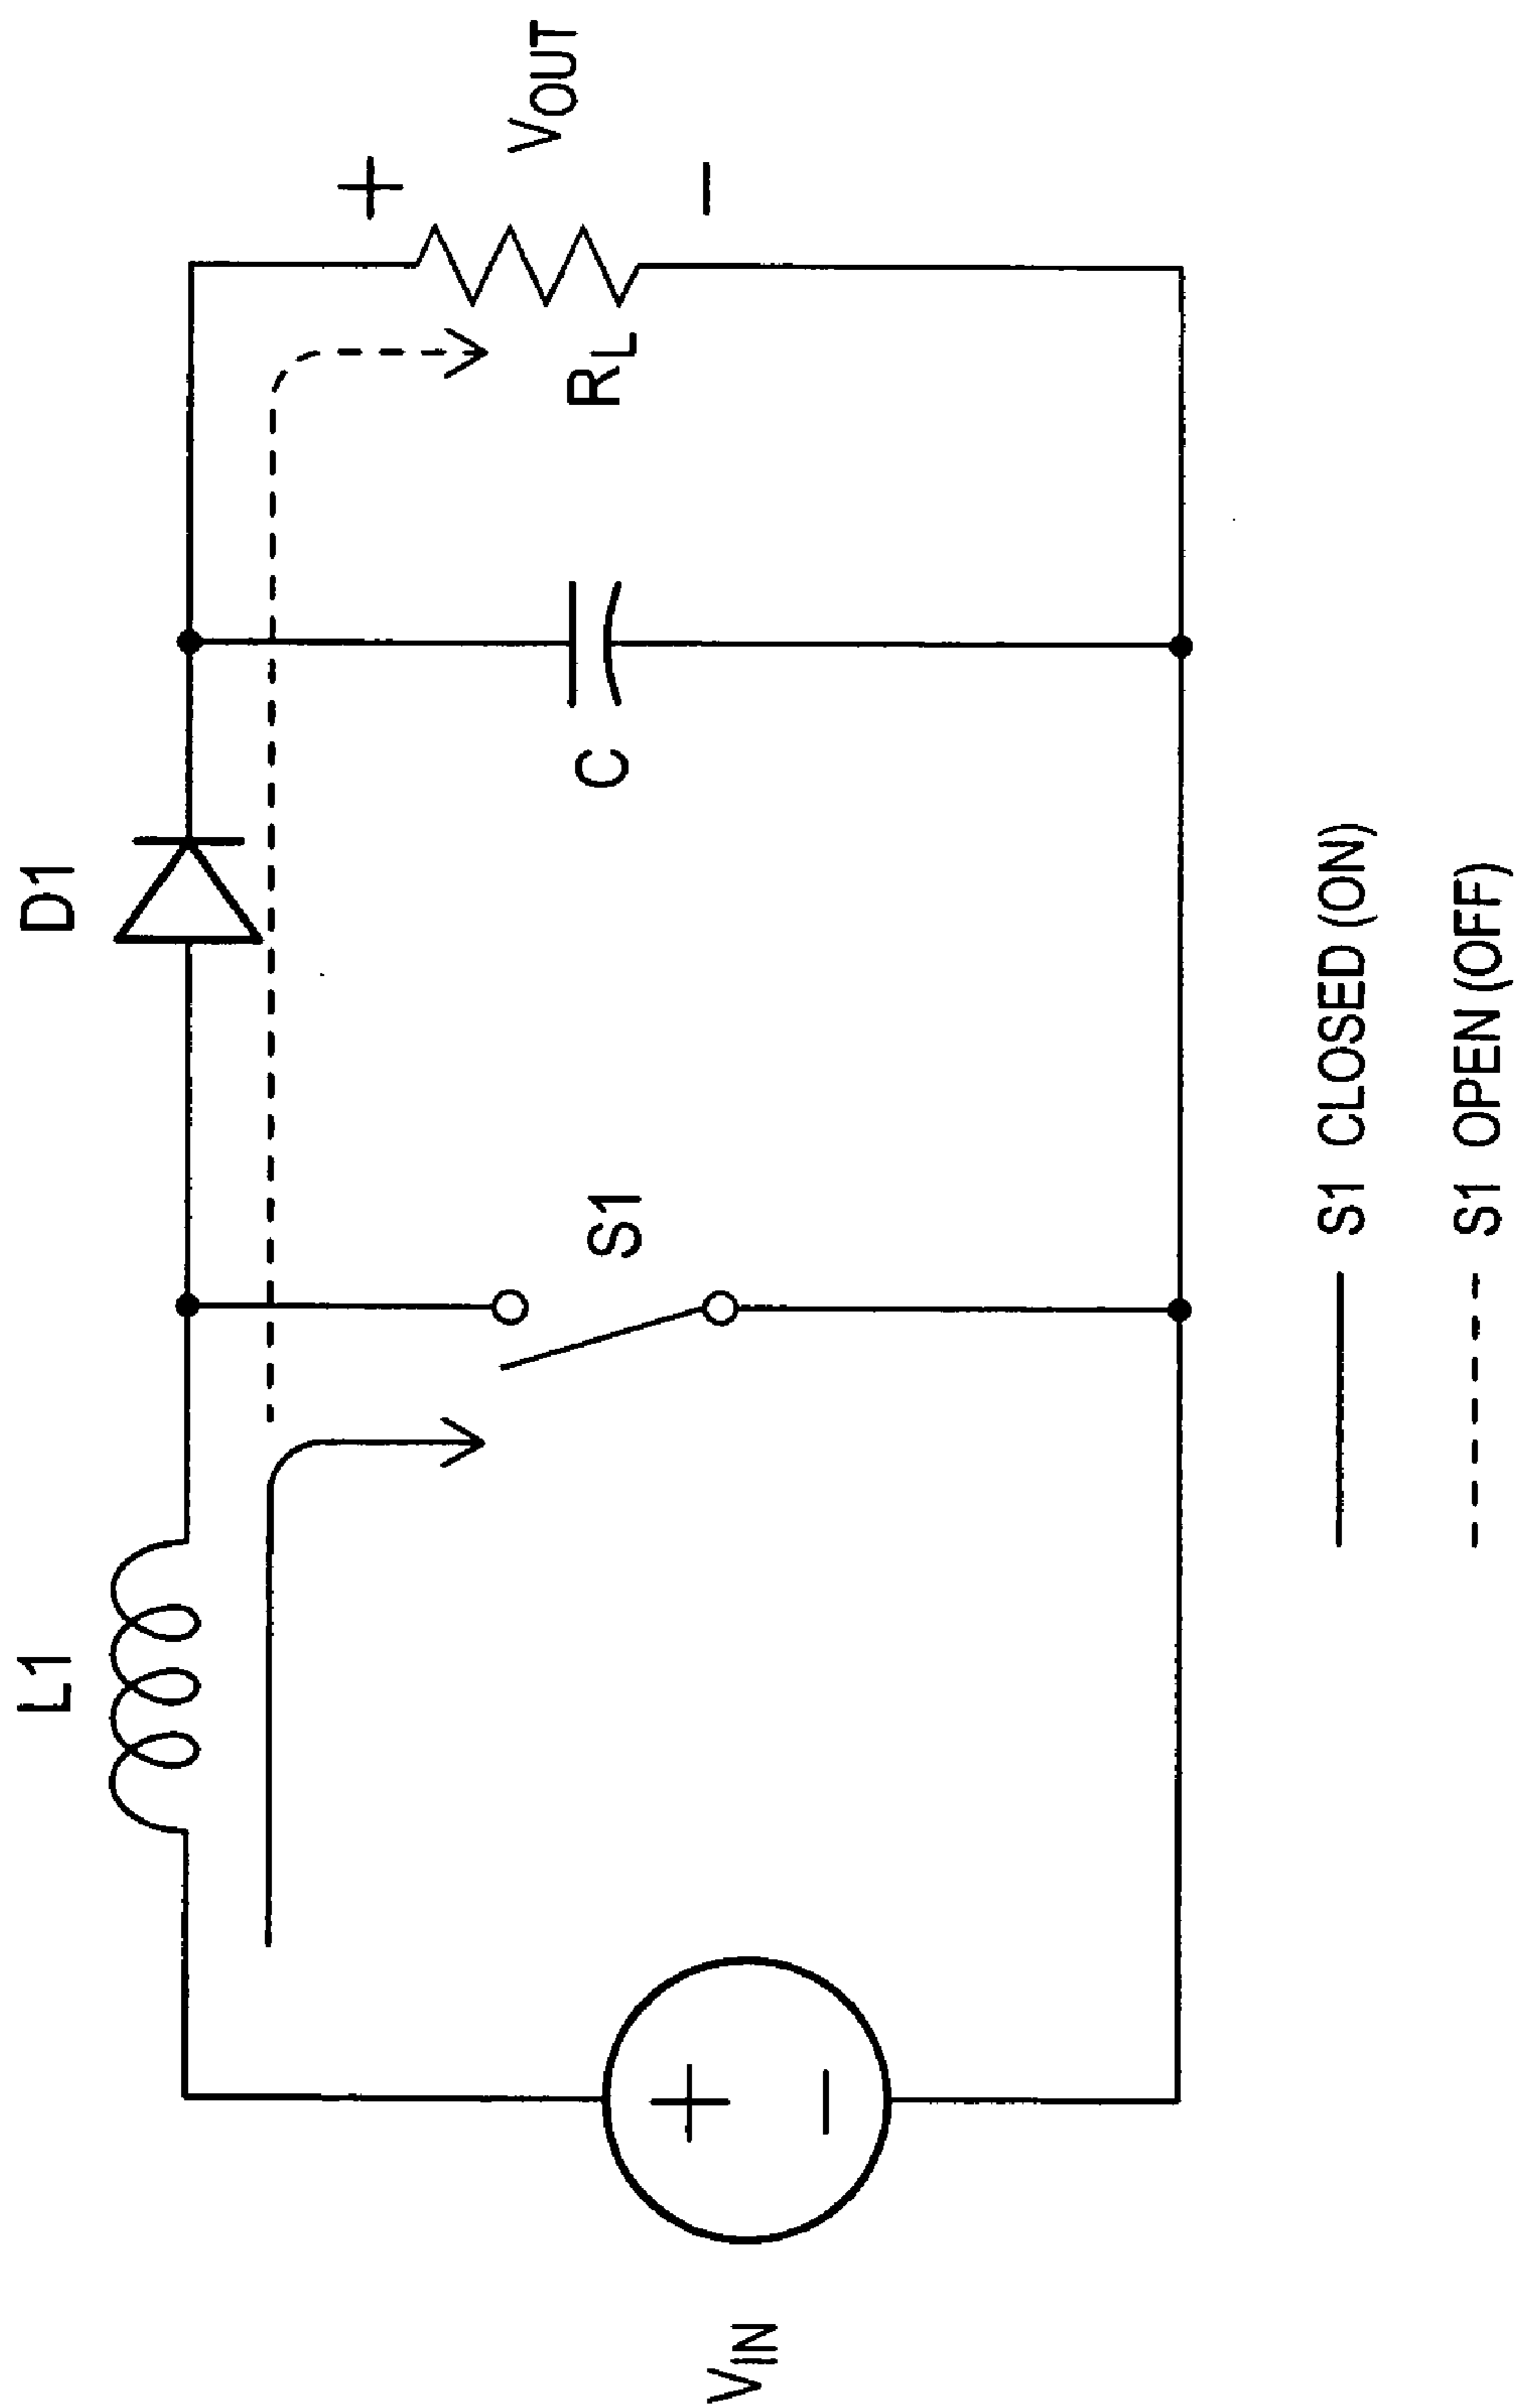 L1
D1
+
VOUT
−
RL
C
S1
+
−
VIN
S1 CLOSED (ON)
S1 OPEN (OFF)